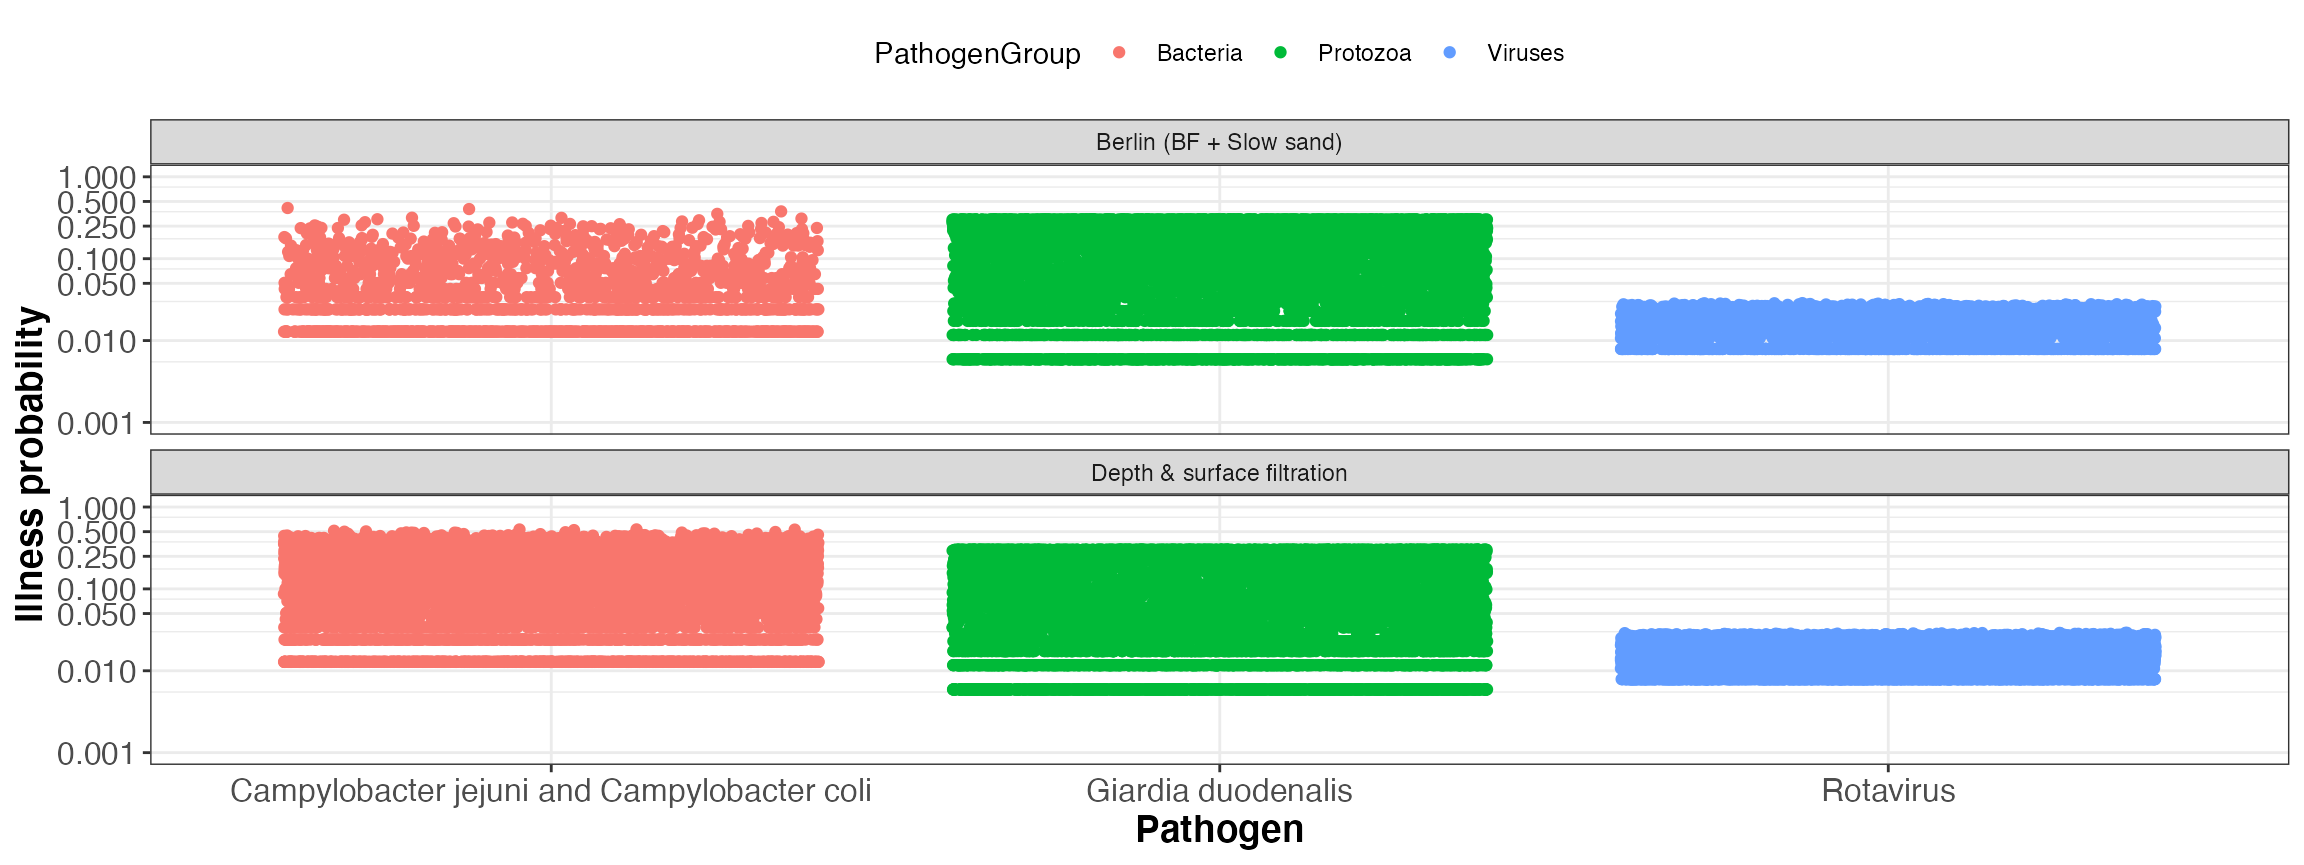 PathogenGroup Bacteria Protozoa Viruses
Berlin (BF + Slow sand)
1.000
0.500
0.250
0.100
0.050
0.010
0.001
Illness probability
Depth & surface filtration
1.000
0.500
0.250
0.100
0.050
0.010
0.001
Campylobacter jejuni and Campylobacter coli Giardia duodenalis Rotavirus
Pathogen